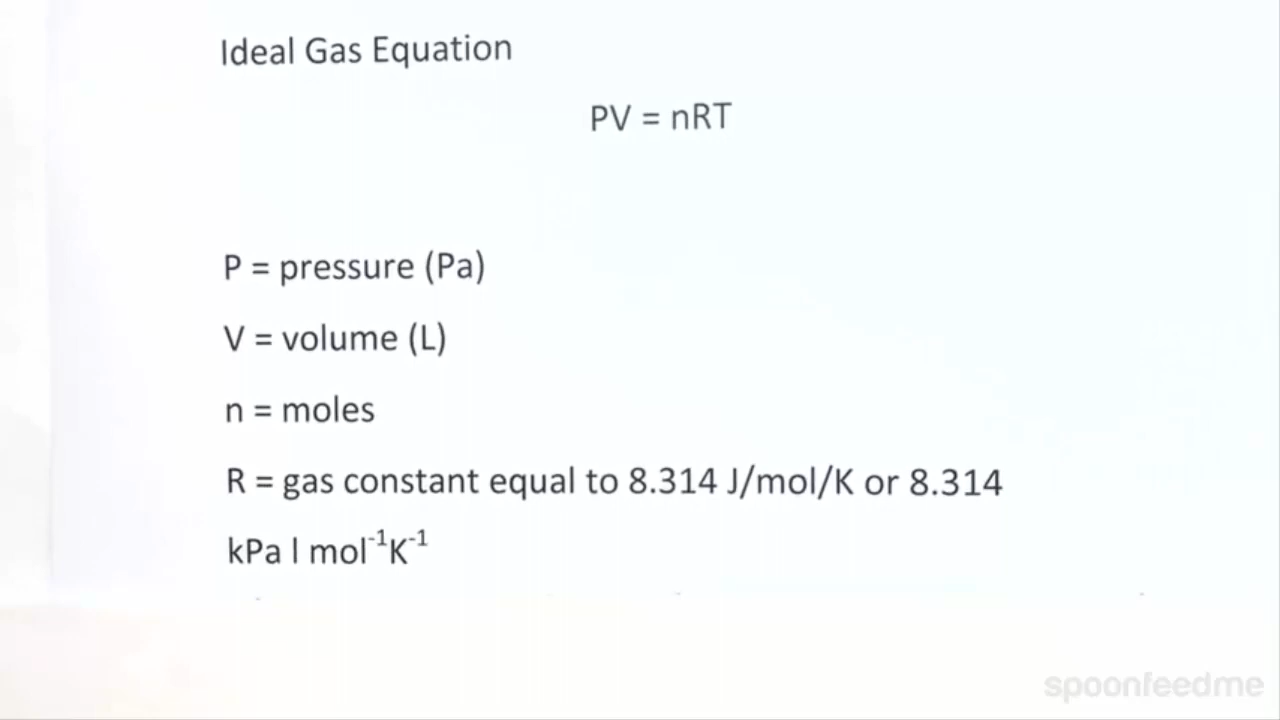 Ideal Gas Equation
PV = nRT
P = pressure (Pa)
V = volume (L)
n = moles
R = gas constant equal to 8.314 J/mol/K or 8.314
kPa l mol⁻¹K⁻¹
spoonfeedme